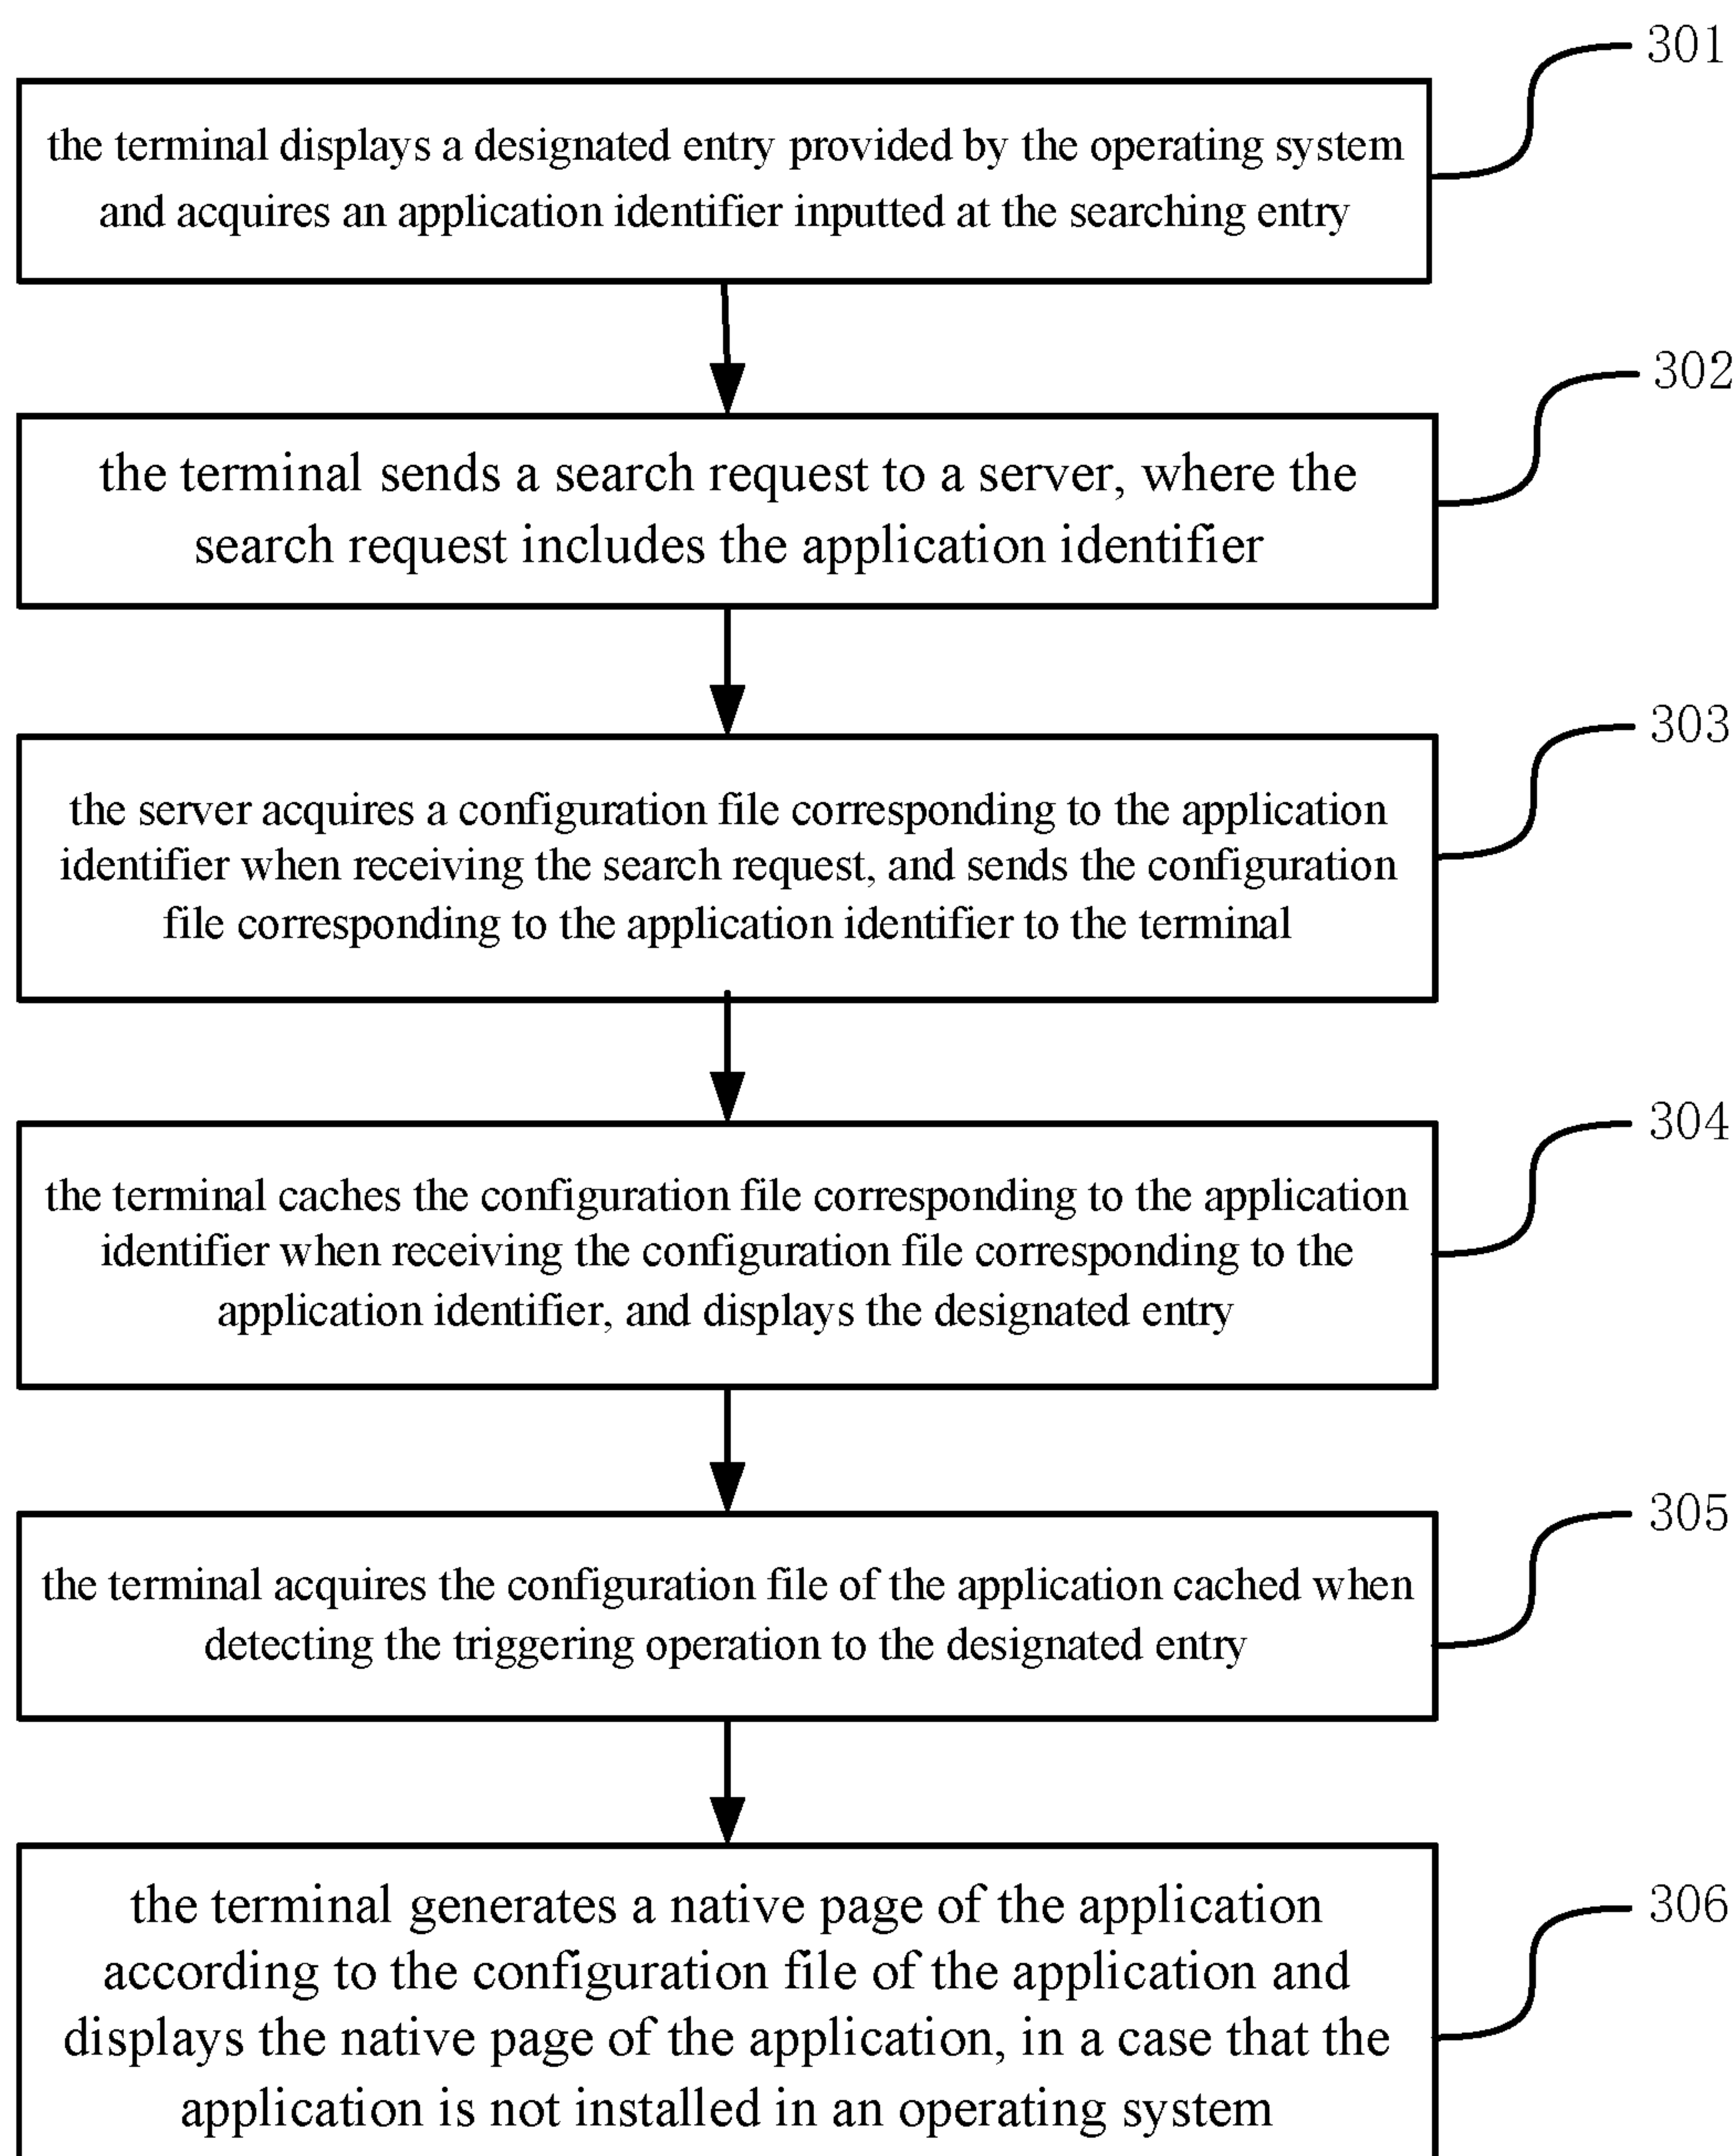 301
the terminal displays a designated entry provided by the operating system
and acquires an application identifier inputted at the searching entry
302
the terminal sends a search request to a server, where the
search request includes the application identifier
303
the server acquires a configuration file corresponding to the application
identifier when receiving the search request, and sends the configuration
file corresponding to the application identifier to the terminal
304
the terminal caches the configuration file corresponding to the application
identifier when receiving the configuration file corresponding to the
application identifier, and displays the designated entry
305
the terminal acquires the configuration file of the application cached when
detecting the triggering operation to the designated entry
306
the terminal generates a native page of the application
according to the configuration file of the application and
displays the native page of the application, in a case that the
application is not installed in an operating system